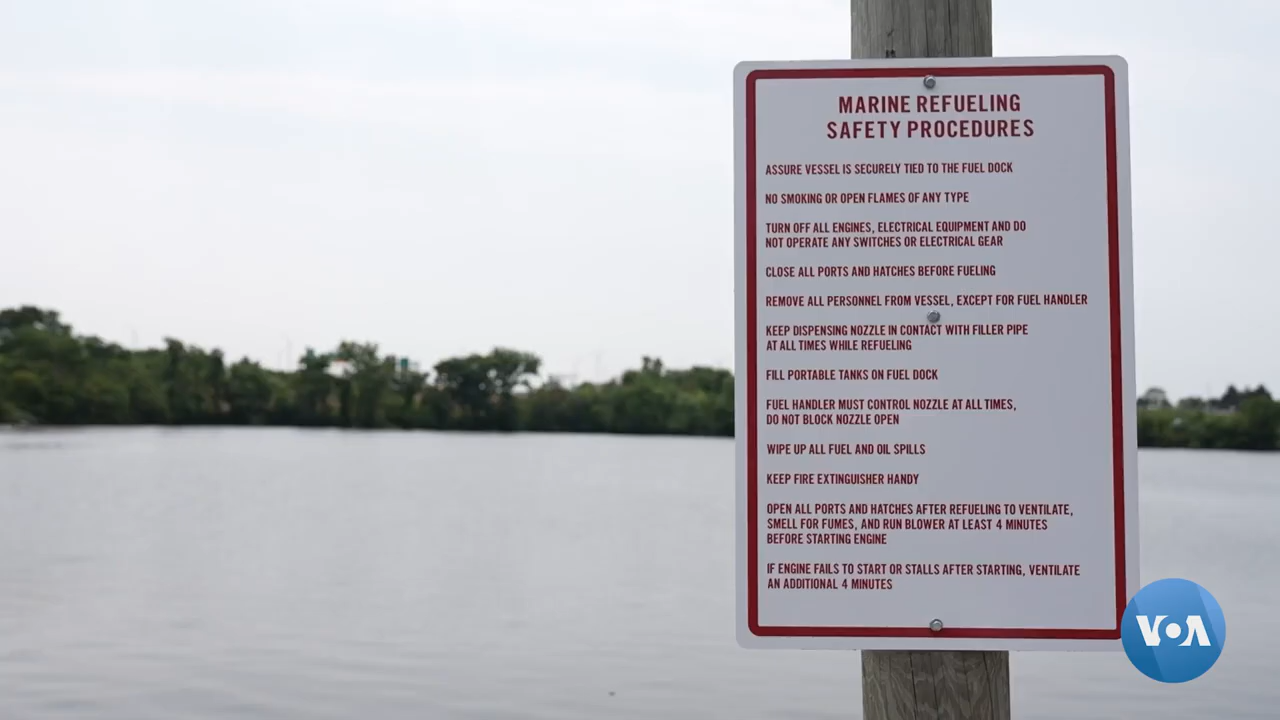 MARINE REFUELING
SAFETY PROCEDURES
ASSURE VESSEL IS SECURELY TIED TO THE FUEL DOCK
NO SMOKING OR OPEN FLAMES OF ANY TYPE
TURN OFF ALL ENGINES, ELECTRICAL EQUIPMENT AND DO
NOT OPERATE ANY SWITCHES OR ELECTRICAL GEAR
CLOSE ALL PORTS AND HATCHES BEFORE FUELING
REMOVE ALL PERSONNEL FROM VESSEL, EXCEPT FOR FUEL HANDLER
KEEP DISPENSING NOZZLE IN CONTACT WITH FILLER PIPE
AT ALL TIMES WHILE REFUELING
FILL PORTABLE TANKS ON FUEL DOCK
FUEL HANDLER MUST CONTROL NOZZLE AT ALL TIMES,
DO NOT BLOCK NOZZLE OPEN
WIPE UP ALL FUEL AND OIL SPILLS
KEEP FIRE EXTINGUISHER HANDY
OPEN ALL PORTS AND HATCHES AFTER REFUELING TO VENTILATE,
SMELL FOR FUMES, AND RUN BLOWER AT LEAST 4 MINUTES
BEFORE STARTING ENGINE
IF ENGINE FAILS TO START OR STALLS AFTER STARTING, VENTILATE
AN ADDITIONAL 4 MINUTES
VOA